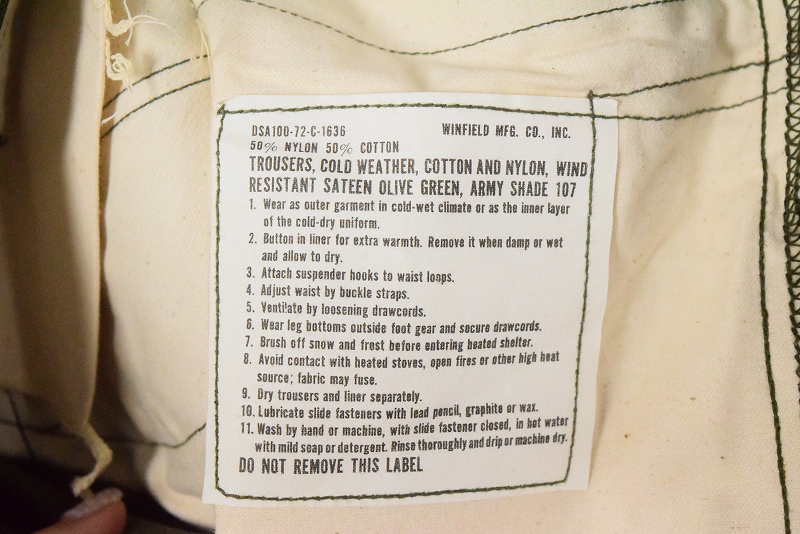 DSA100-72-C-1636 WINFIELD MFG. CO., INC.
50% NYLON 50% COTTON
TROUSERS, COLD WEATHER, COTTON AND NYLON, WIND
RESISTANT SATEEN OLIVE GREEN, ARMY SHADE 107
1. Wear as outer garment in cold-wet climate or as the inner layer
of the cold-dry uniform.
2. Button in liner for extra warmth. Remove it when damp or wet
and allow to dry.
3. Attach suspender hooks to waist loops.
4. Adjust waist by buckle straps.
5. Ventilate by loosening drawcords.
6. Wear leg bottoms outside foot gear and secure drawcords.
7. Brush off snow and frost before entering heated shelter.
8. Avoid contact with heated stoves, open fires or other high heat
source; fabric may fuse.
9. Dry trousers and liner separately.
10. Lubricate slide fasteners with lead pencil, graphite or wax.
11. Wash by hand or machine, with slide fastener closed, in hot water
with mild soap or detergent. Rinse thoroughly and drip or machine dry.
DO NOT REMOVE THIS LABEL